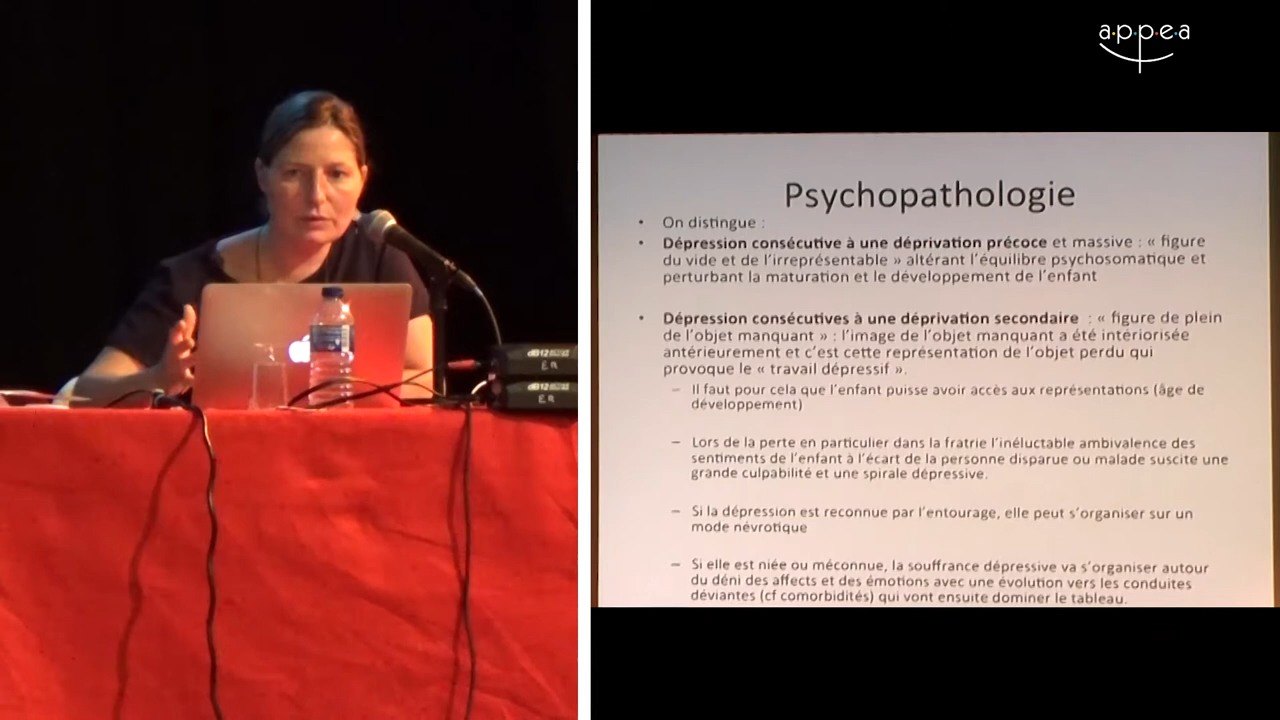 a·p·p·e·a
Psychopathologie
• On distingue :
• Dépression consécutive à une déprivation précoce et massive : « figure
du vide et de l'irreprésentable » altérant l'équilibre psychosomatique et
perturbant la maturation et le développement de l'enfant
• Dépression consécutives à une déprivation secondaire : « figure de plein
de l'objet manquant » : l'image de l'objet manquant a été intériorisée
antérieurement et c'est cette représentation de l'objet perdu qui
provoque le « travail dépressif ».
– Il faut pour cela que l'enfant puisse avoir accès aux représentations (âge de
développement)
– Lors de la perte en particulier dans la fratrie l'inéluctable ambivalence des
sentiments de l'enfant à l'écart de la personne disparue ou malade suscite une
grande culpabilité et une spirale dépressive.
– Si la dépression est reconnue par l'entourage, elle peut s'organiser sur un
mode névrotique
– Si elle est niée ou méconnue, la souffrance dépressive va s'organiser autour
du déni des affects et des émotions avec une évolution vers les conduites
déviantes (cf comorbidités) qui vont ensuite dominer le tableau.